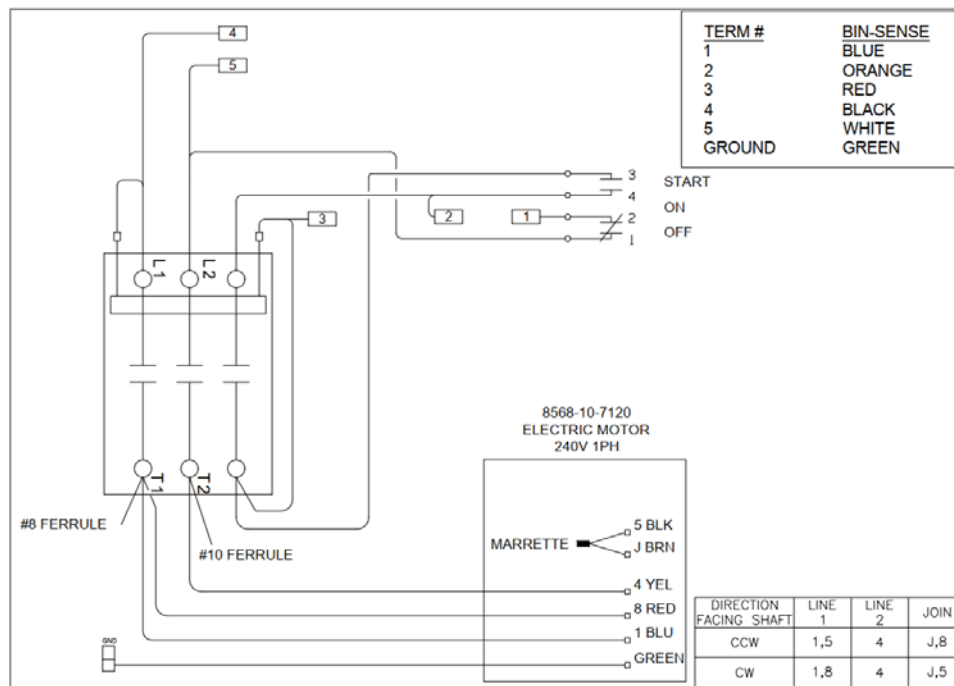 4
5
TERM # BIN-SENSE
1 BLUE
2 ORANGE
3 RED
4 BLACK
5 WHITE
GROUND GREEN
3 START
4
ON
3
2
1
2
OFF
1
L1 L2
T1 T2
#8 FERRULE
#10 FERRULE
8568-10-7120
ELECTRIC MOTOR
240V 1PH
5 BLK
MARRETTE
J BRN
4 YEL
8 RED
1 BLU
GREEN
GND
DIRECTION FACING SHAFT LINE 1 LINE 2 JOIN
CCW 1,5 4 J,8
CW 1,8 4 J,5